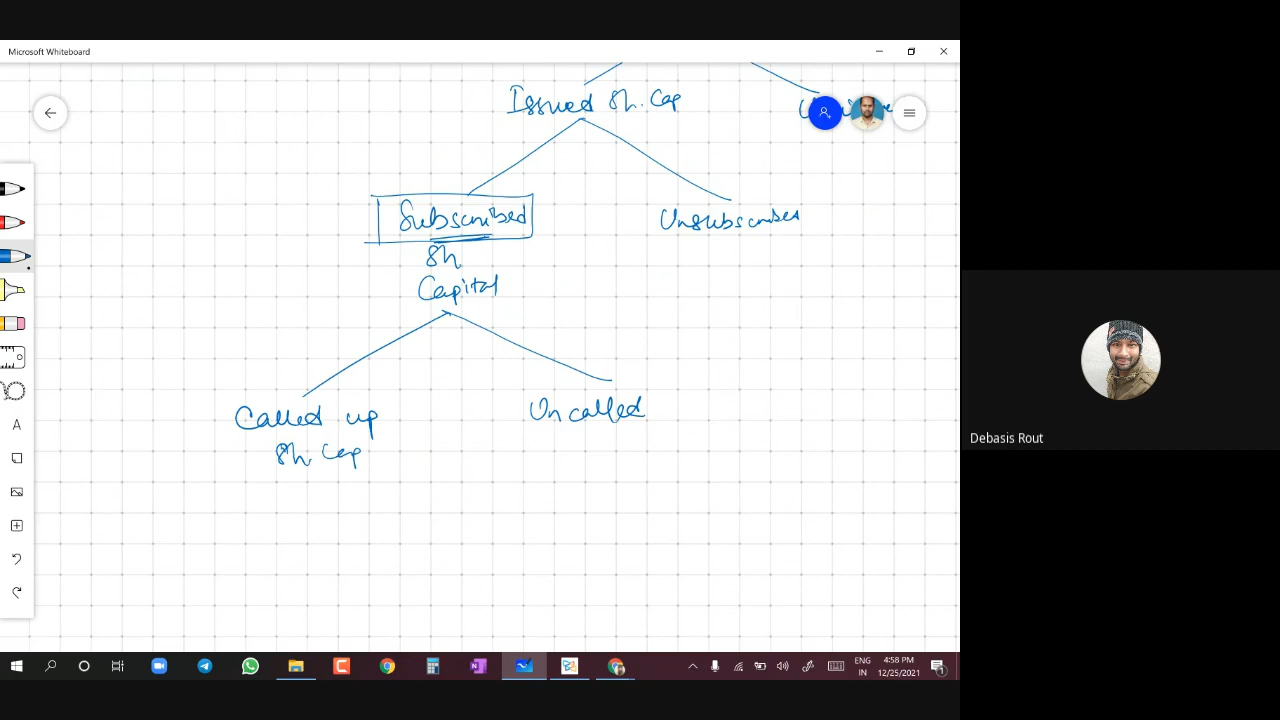 Microsoft Whiteboard
Issued Sh. Cap
Subscribed
Unsubscribed
Sh
Capital
Called up
Uncalled
Sh. Cap
Debasis Rout
A
ENG
IN
4:58 PM
12/25/2021
1